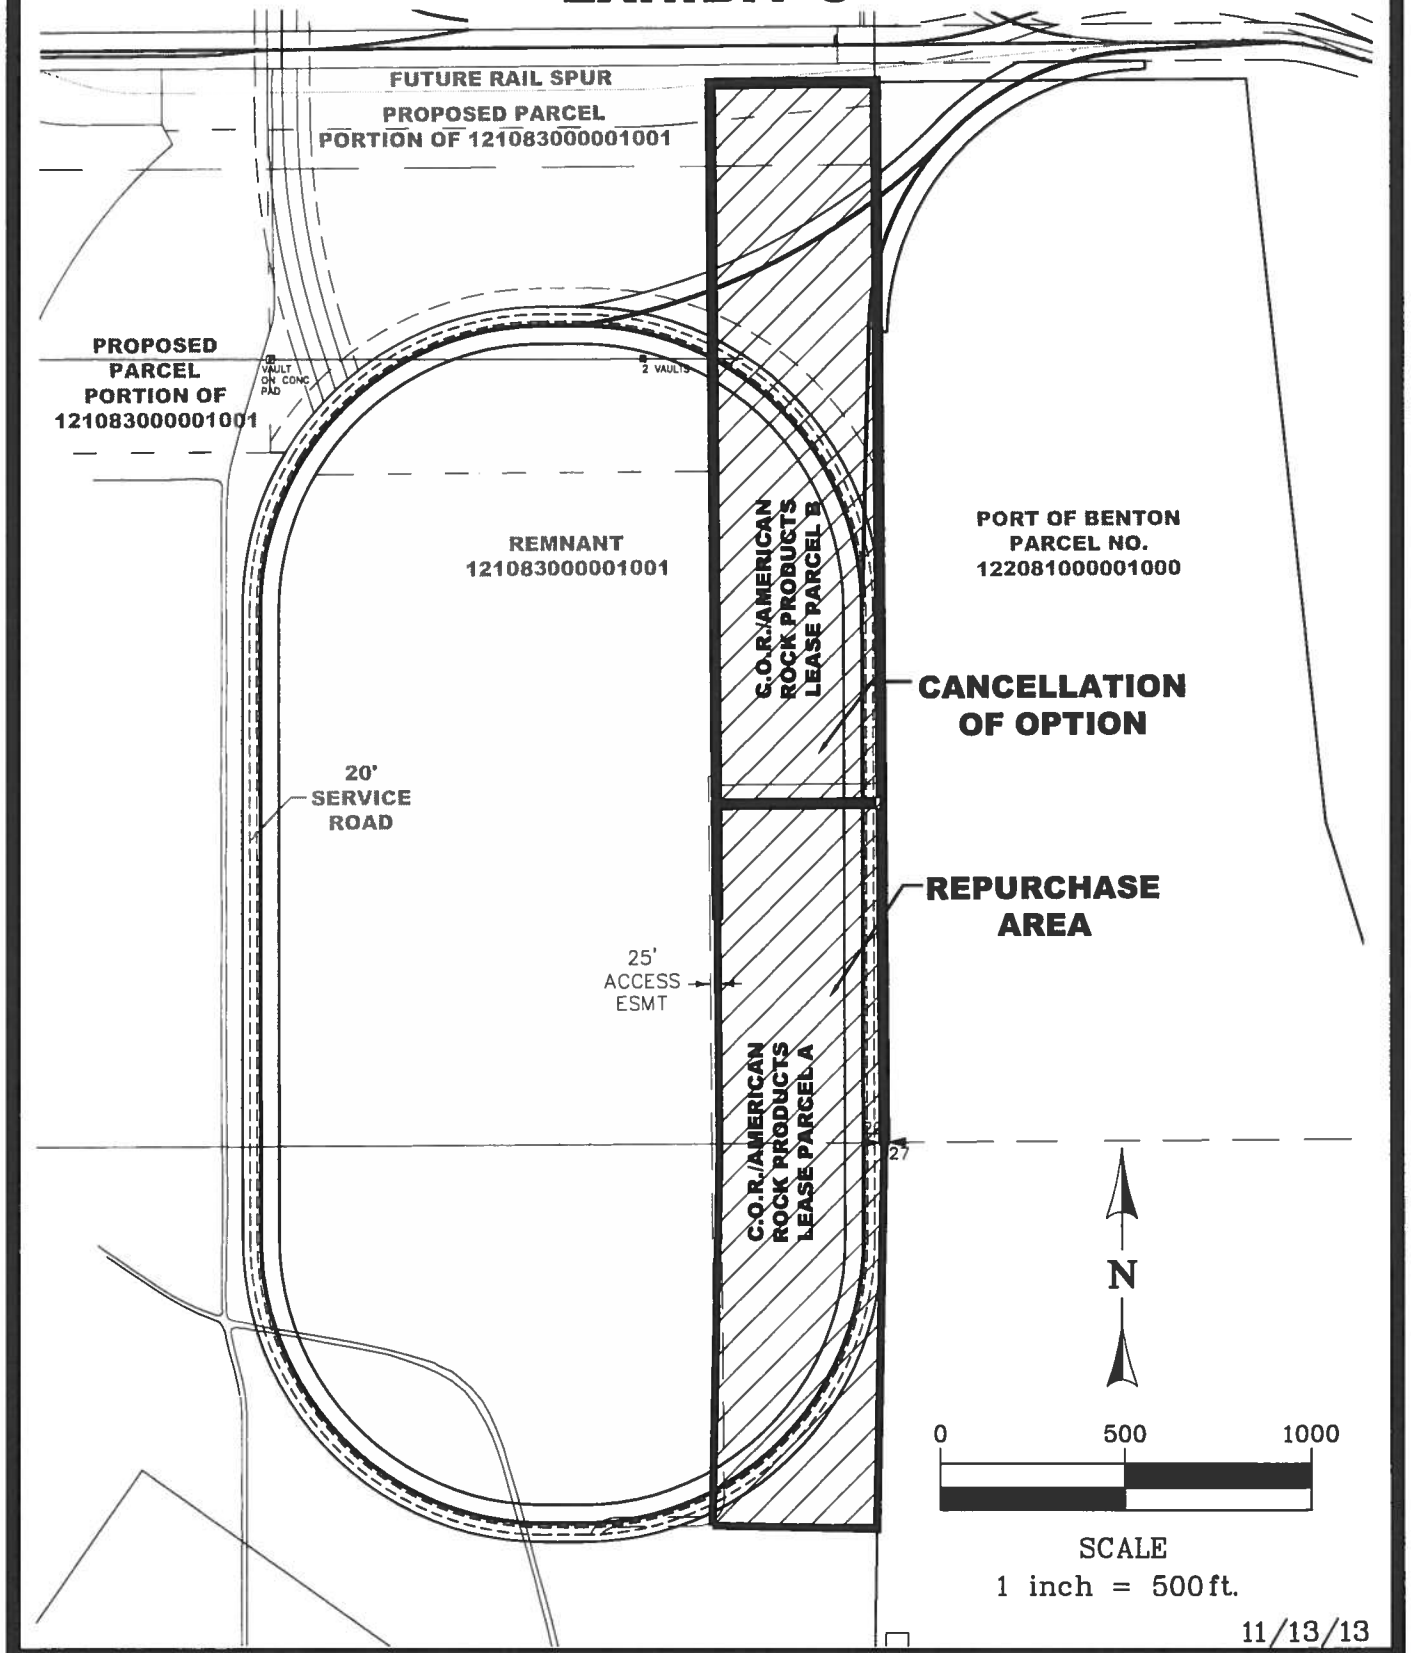 FUTURE RAIL SPUR
PROPOSED PARCEL
PORTION OF 121083000001001
PROPOSED
PARCEL
PORTION OF
121083000001001
VAULT
ON CONC
PAD
2 VAULTS
REMNANT
121083000001001
C.O.R./AMERICAN
ROCK PRODUCTS
LEASE PARCEL B
PORT OF BENTON
PARCEL NO.
122081000001000
CANCELLATION
OF OPTION
20'
SERVICE
ROAD
REPURCHASE
AREA
25'
ACCESS
ESMT
C.O.R./AMERICAN
ROCK PRODUCTS
LEASE PARCEL A
27
N
0 500 1000
SCALE
1 inch = 500ft.
11/13/13